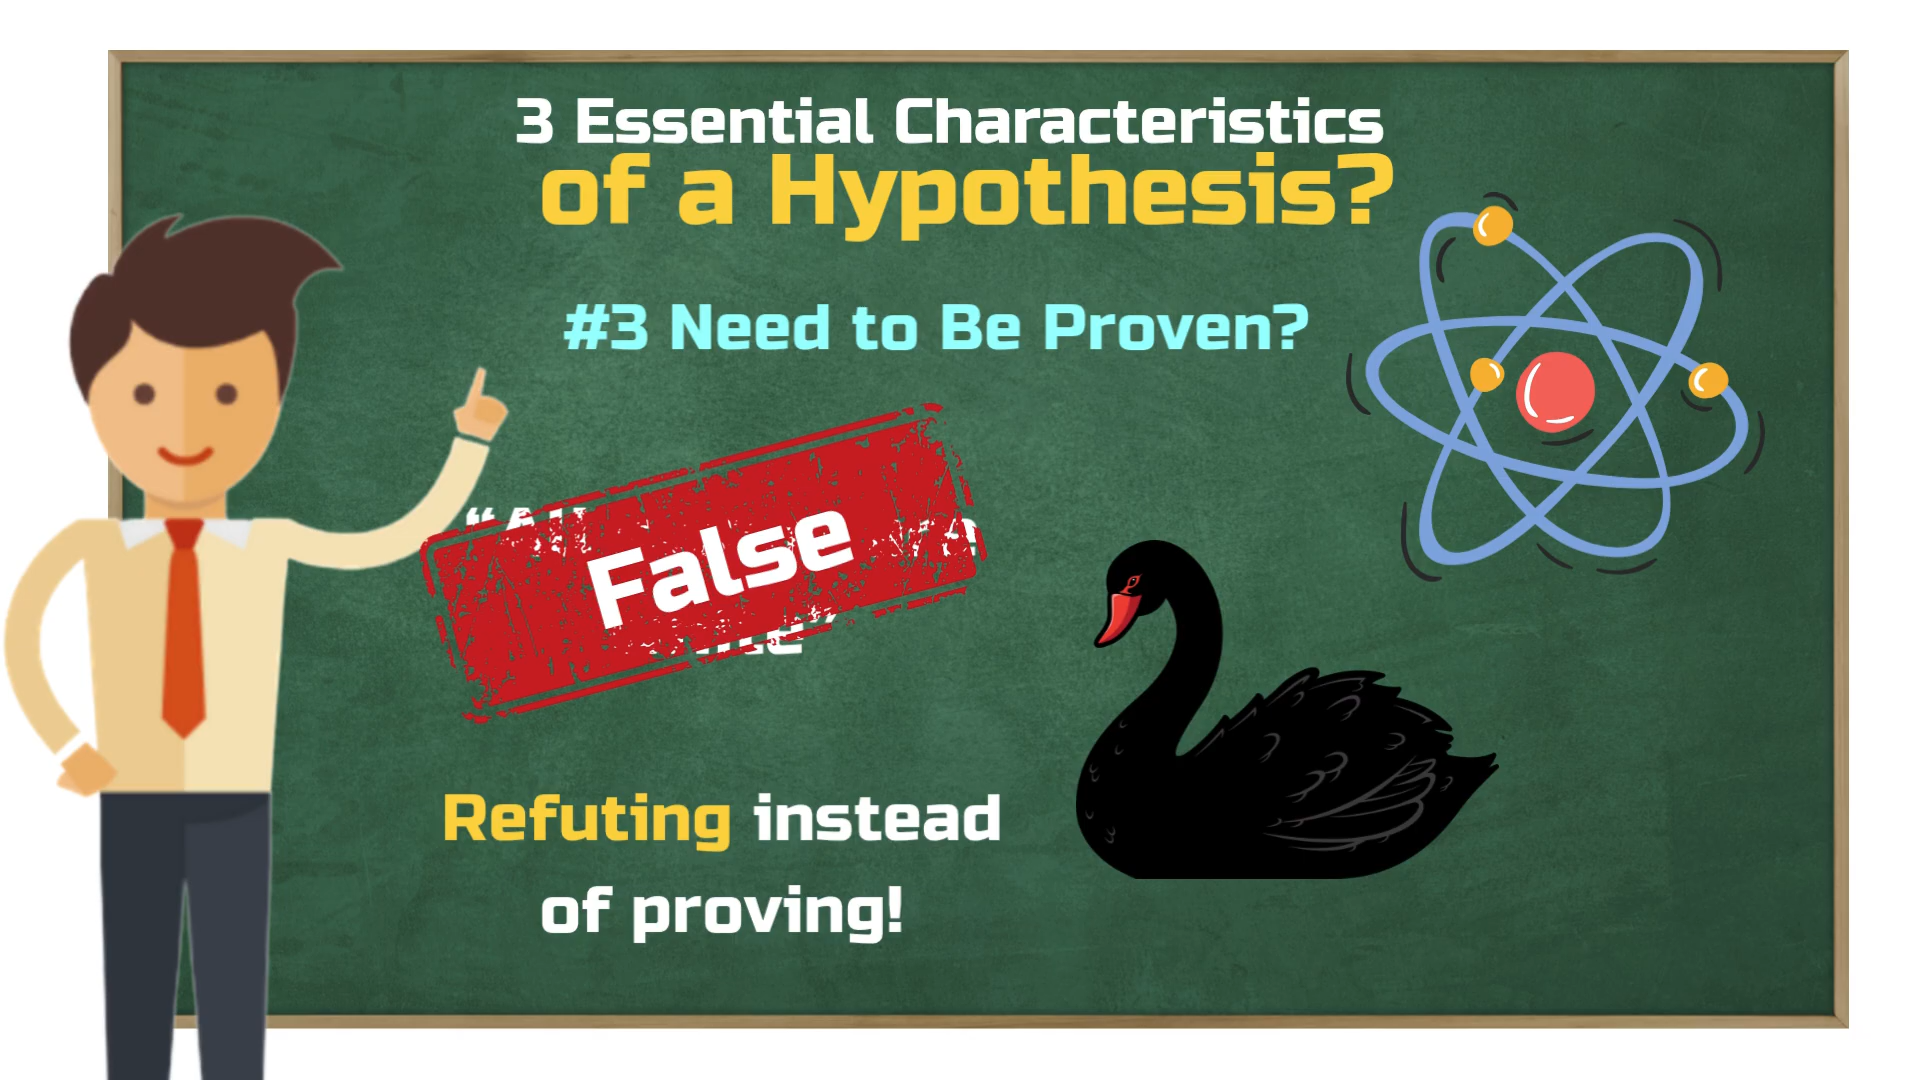 3 Essential Characteristics
of a Hypothesis?
#3 Need to Be Proven?
False
Refuting instead
of proving!